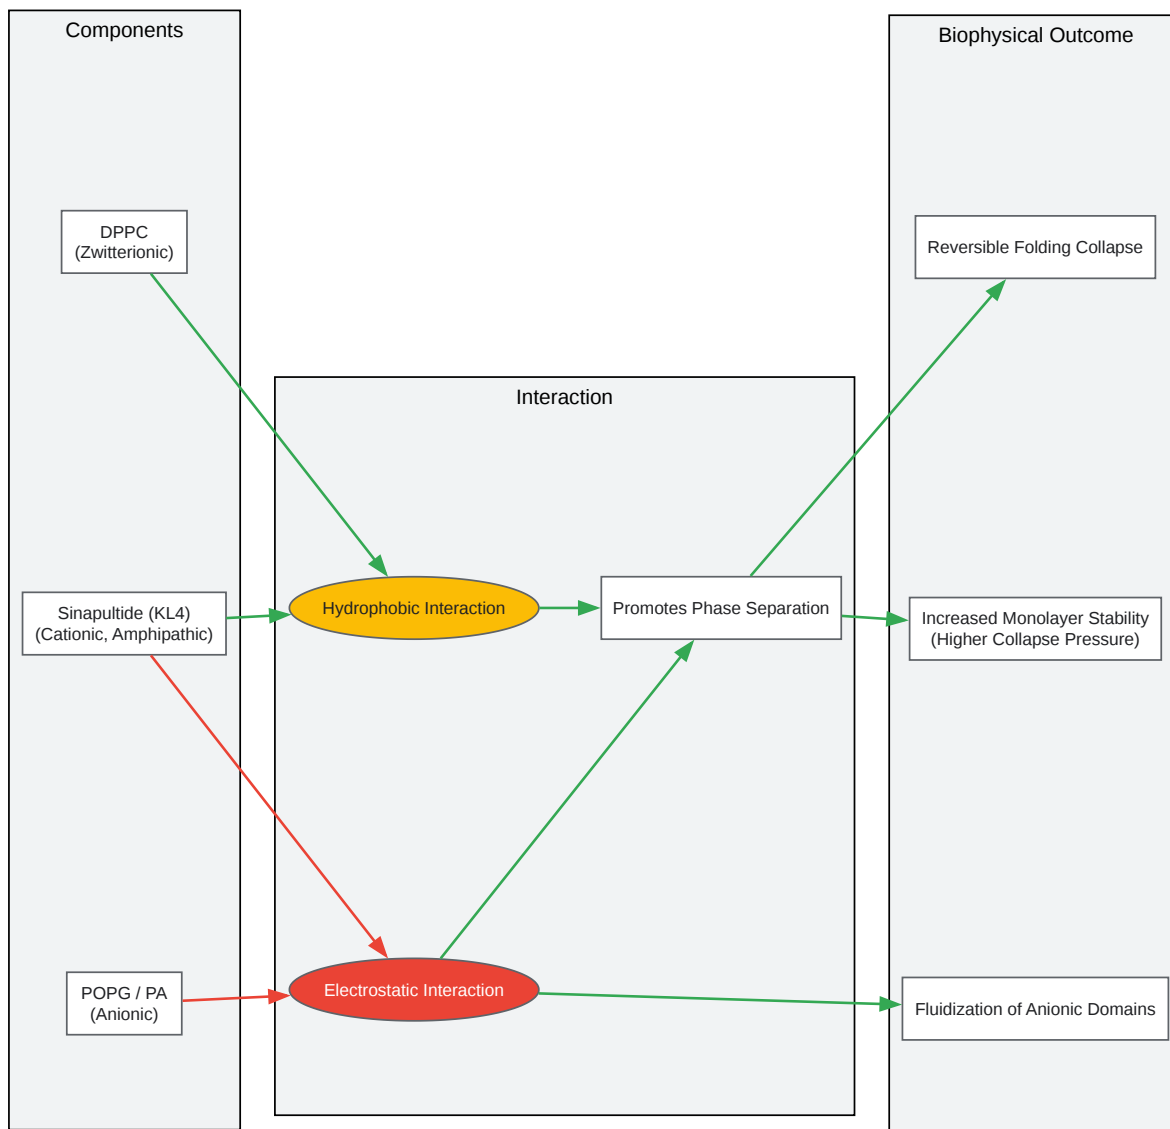 Components
DPPC
(Zwitterionic)
Sinapultide (KL4)
(Cationic, Amphipathic)
POPG / PA
(Anionic)
Interaction
Hydrophobic Interaction
Promotes Phase Separation
Electrostatic Interaction
Biophysical Outcome
Reversible Folding Collapse
Increased Monolayer Stability
(Higher Collapse Pressure)
Fluidization of Anionic Domains